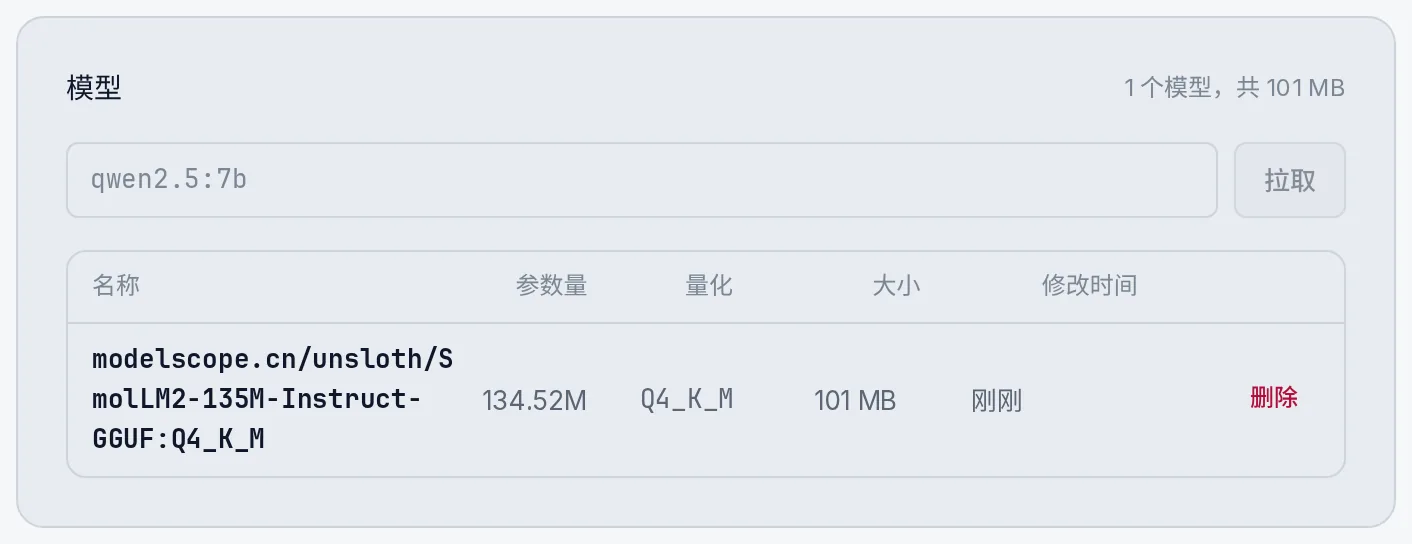 模型
1 个模型，共 101 MB
qwen2.5:7b
拉取
名称 参数量 量化 大小 修改时间
modelscope.cn/unsloth/S
molLM2-135M-Instruct-
GGUF:Q4_K_M
134.52M Q4_K_M 101 MB 刚刚 删除